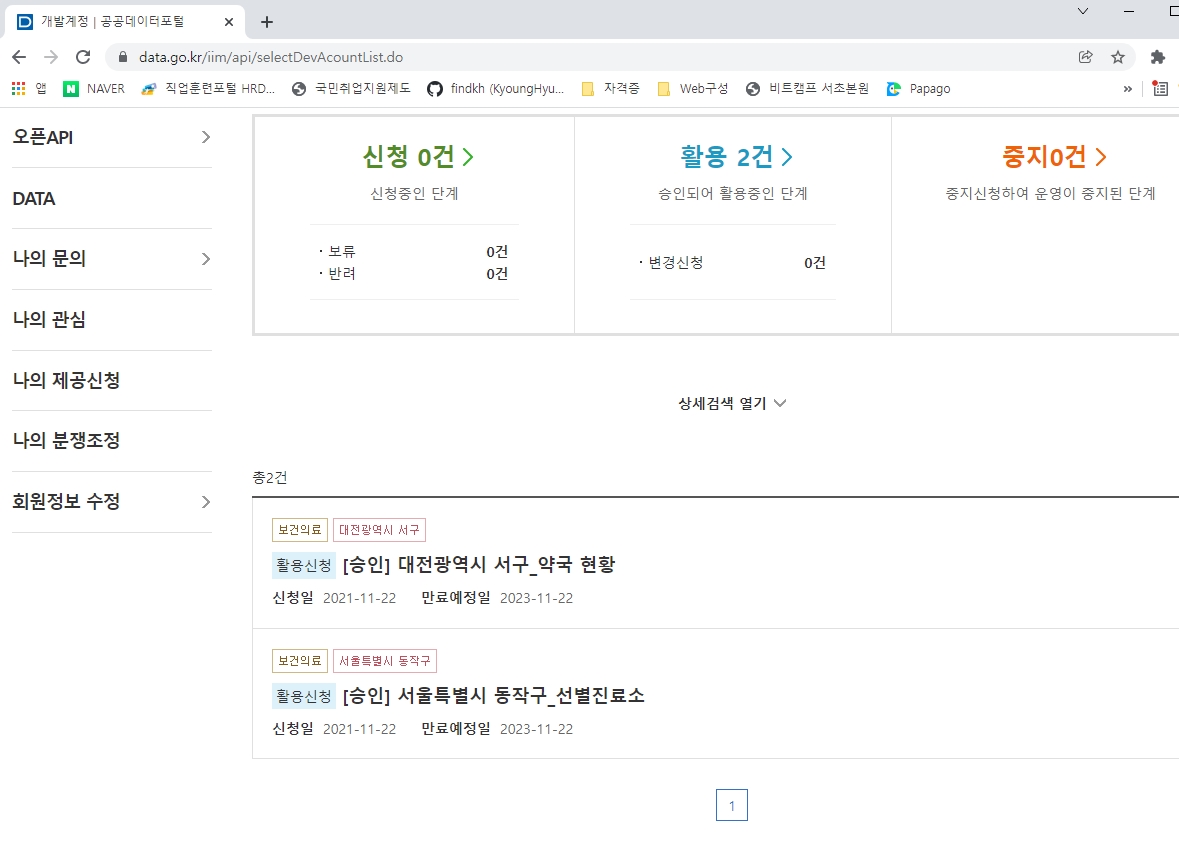 개발계정 | 공공데이터포털
data.go.kr/iim/api/selectDevAcountList.do
앱 NAVER 직업훈련포털 HRD... 국민취업지원제도 findkh (KyoungHyu... 자격증 Web구성 비트캠프 서초본원 Papago
오픈API
DATA
나의 문의
나의 관심
나의 제공신청
나의 분쟁조정
회원정보 수정
신청 0건
신청중인 단계
· 보류 0건
· 반려 0건
활용 2건
승인되어 활용중인 단계
· 변경신청 0건
중지0건
중지신청하여 운영이 중지된 단계
상세검색 열기
총2건
보건의료 대전광역시 서구
활용신청 [승인] 대전광역시 서구_약국 현황
신청일 2021-11-22 만료예정일 2023-11-22
보건의료 서울특별시 동작구
활용신청 [승인] 서울특별시 동작구_선별진료소
신청일 2021-11-22 만료예정일 2023-11-22
1